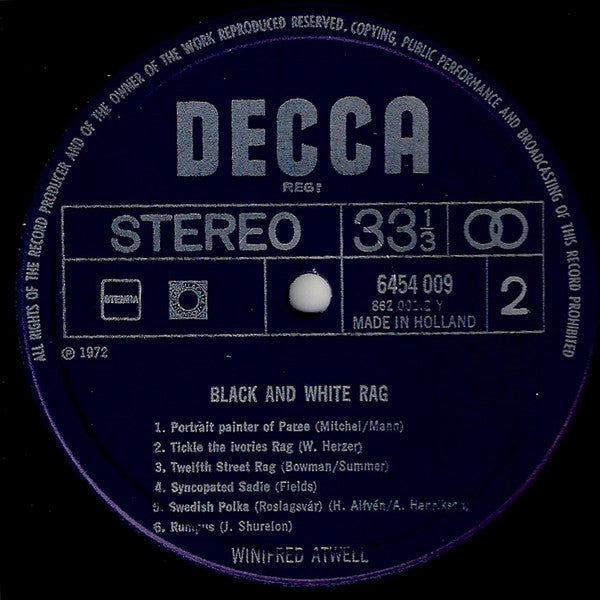 ALL RIGHTS OF THE RECORD PRODUCER AND OF THE OWNER OF THE WORK REPRODUCED RESERVED. COPYING, PUBLIC PERFORMANCE AND BROADCASTING OF THIS RECORD PROHIBITED
DECCA
REG!
STEREO 33 1/3
STEMRA 6454 009 2
862 001.2 Y
MADE IN HOLLAND
℗ 1972
BLACK AND WHITE RAG
1. Portrait painter of Paree (Mitchel/Mann)
2. Tickle the ivories Rag (W. Herzer)
3. Twelfth Street Rag (Bowman/Summer)
4. Syncopated Sadie (Fields)
5. Swedish Polka (Roslagsvår) (H. Alfvén/A. Henrikson)
6. Rumpus (J. Shurelon)
WINIFRED ATWELL